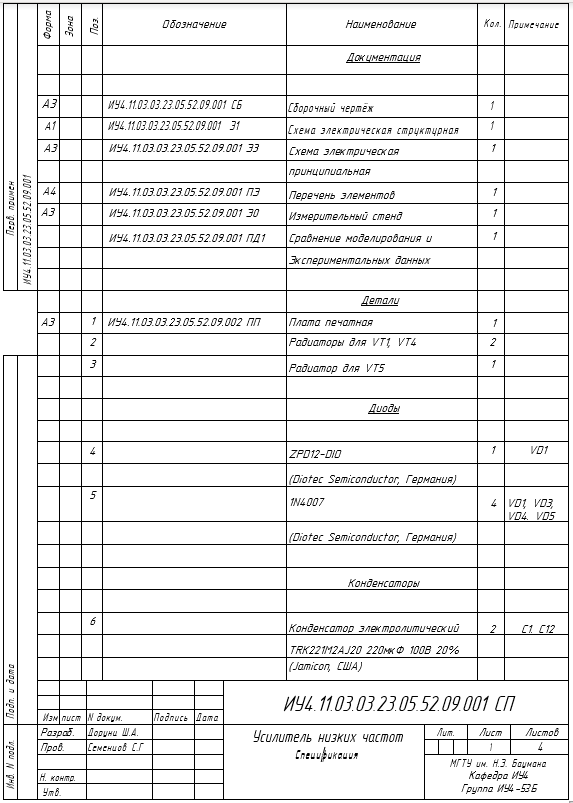 Форма Зона Поз. Обозначение Наименование Кол. Примечание
Документация
А3 ИУ4.11.03.03.23.05.52.09.001 СБ Сборочный чертёж 1
А1 ИУ4.11.03.03.23.05.52.09.001 Э1 Схема электрическая структурная 1
А3 ИУ4.11.03.03.23.05.52.09.001 Э3 Схема электрическая 1
принципиальная
А4 ИУ4.11.03.03.23.05.52.09.001 ПЭ Перечень элементов 1
А3 ИУ4.11.03.03.23.05.52.09.001 Э0 Измерительный стенд 1
ИУ4.11.03.03.23.05.52.09.001 ПД1 Сравнение моделирования и 1
Экспериментальных данных
Детали
А3 1 ИУ4.11.03.03.23.05.52.09.002 ПП Плата печатная 1
2 Радиаторы для VT1, VT4 2
3 Радиатор для VT5 1
Диоды
4 ZPD12-DIO 1 VD1
(Diotec Semiconductor, Германия)
5 1N4007 4 VD1, VD3,
VD4. VD5
(Diotec Semiconductor, Германия)
Конденсаторы
6 Конденсатор электролитический 2 C1. C12
TRK221M2AJ20 220мкФ 100В 20%
(Jamicon, США)
Перв. примен
ИУ4.11.03.03.23.05.52.09.001
Подп. и дата
Инв. N подл.
ИУ4.11.03.03.23.05.52.09.001 СП
Изм лист N докум. Подпись Дата
Разраб. Ш.А.
Пров. С.Г
Н. контр.
Утв.
Усилитель низких частот
Спецификация
Лит. Лист Листов
1 4
МГТУ им. Н.Э. Баумана
Кафедра ИУ4
Группа ИУ4-53Б